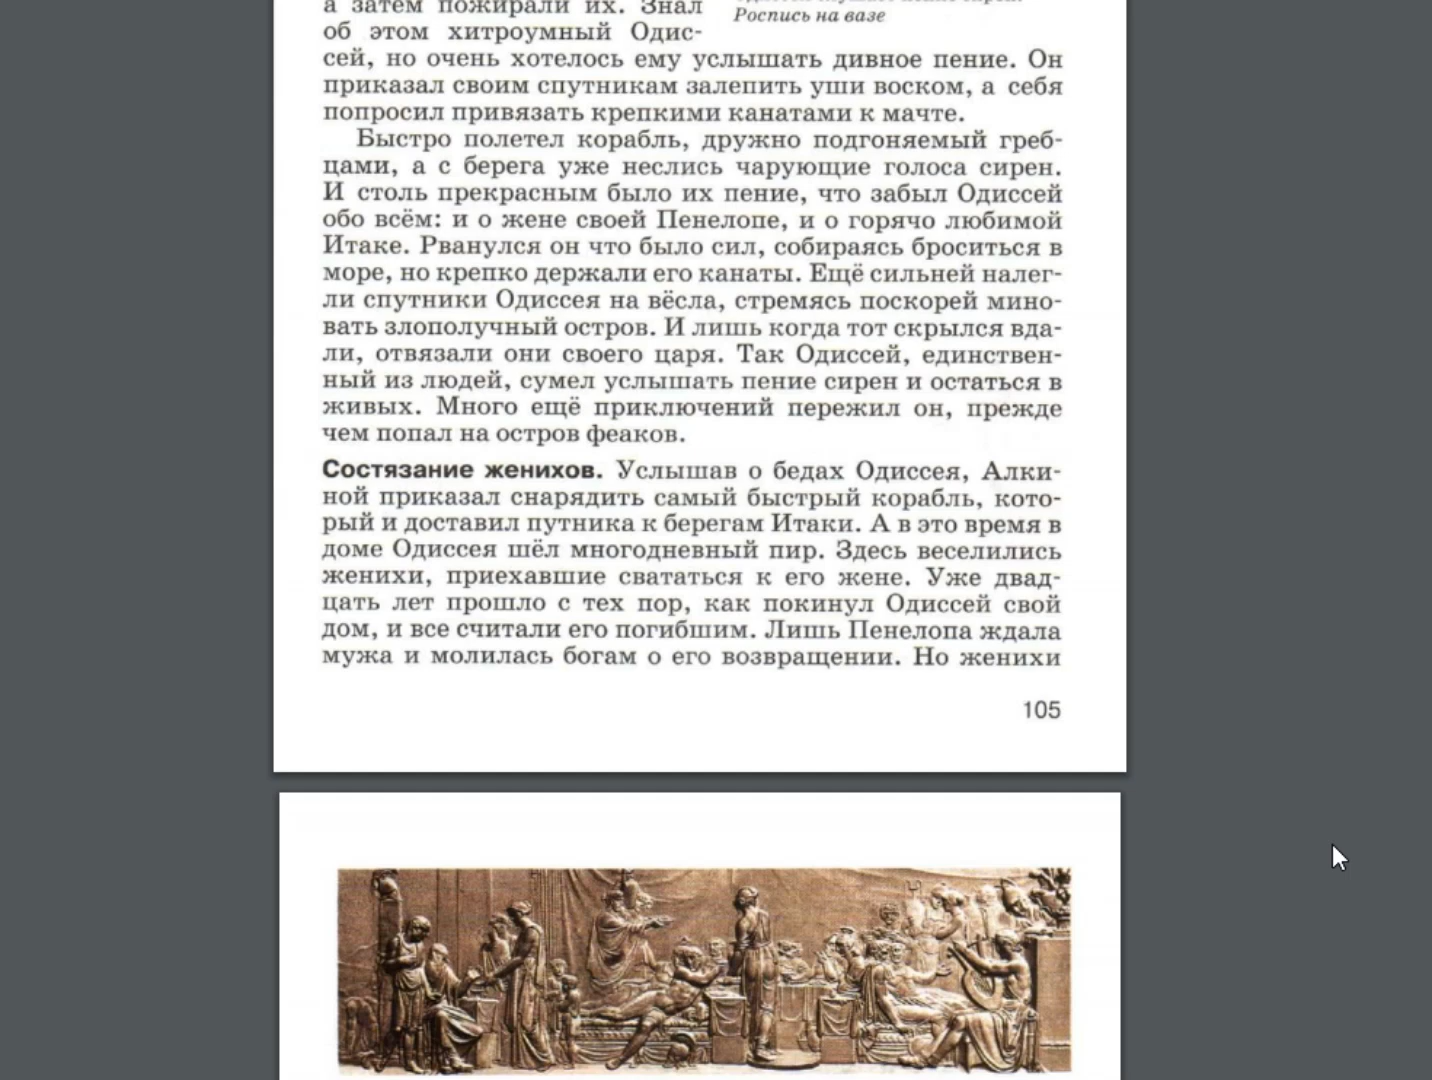 а затем пожирали их. Знал
Роспись на вазе
об этом хитроумный Одис-
сей, но очень хотелось ему услышать дивное пение. Он
приказал своим спутникам залепить уши воском, а себя
попросил привязать крепкими канатами к мачте.
Быстро полетел корабль, дружно подгоняемый греб-
цами, а с берега уже неслись чарующие голоса сирен.
И столь прекрасным было их пение, что забыл Одиссей
обо всём: и о жене своей Пенелопе, и о горячо любимой
Итаке. Рванулся он что было сил, собираясь броситься в
море, но крепко держали его канаты. Ещё сильней налег-
ли спутники Одиссея на вёсла, стремясь поскорей мино-
вать злополучный остров. И лишь когда тот скрылся вда-
ли, отвязали они своего царя. Так Одиссей, единствен-
ный из людей, сумел услышать пение сирен и остаться в
живых. Много ещё приключений пережил он, прежде
чем попал на остров феаков.
Состязание женихов. Услышав о бедах Одиссея, Алки-
ной приказал снарядить самый быстрый корабль, кото-
рый и доставил путника к берегам Итаки. А в это время в
доме Одиссея шёл многодневный пир. Здесь веселились
женихи, приехавшие свататься к его жене. Уже двад-
цать лет прошло с тех пор, как покинул Одиссей свой
дом, и все считали его погибшим. Лишь Пенелопа ждала
мужа и молилась богам о его возвращении. Но женихи
105